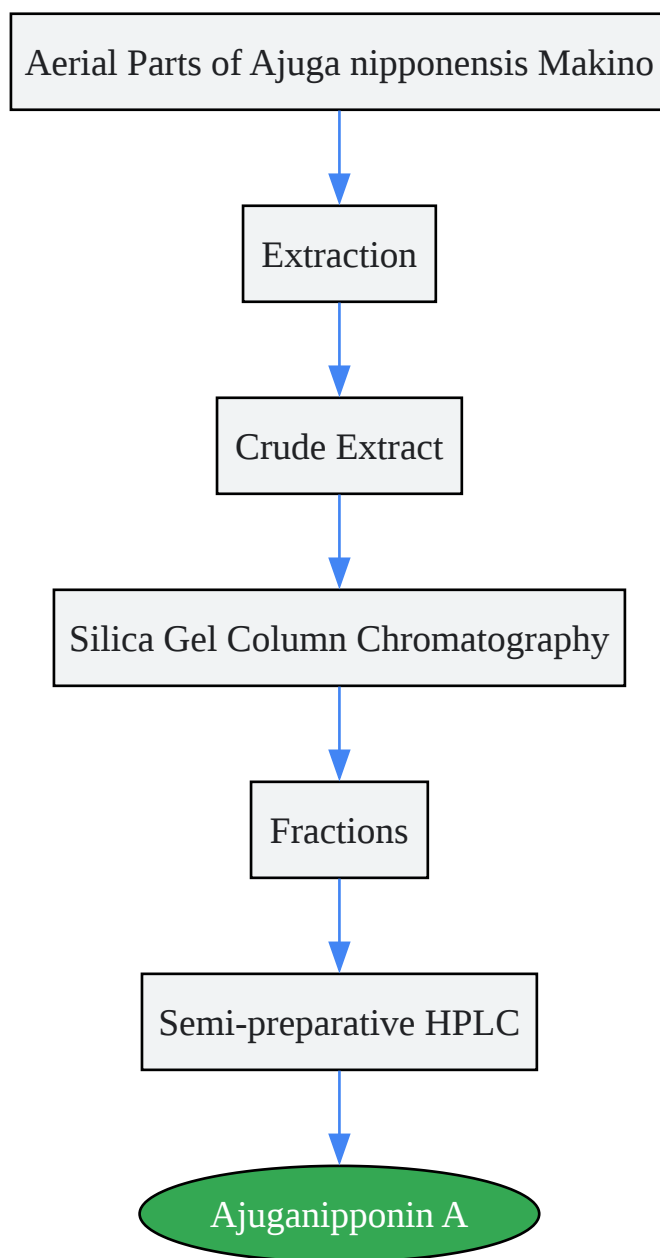 Aerial Parts of Ajuga nipponensis Makino
Extraction
Crude Extract
Silica Gel Column Chromatography
Fractions
Semi-preparative HPLC
Ajuganipponin A